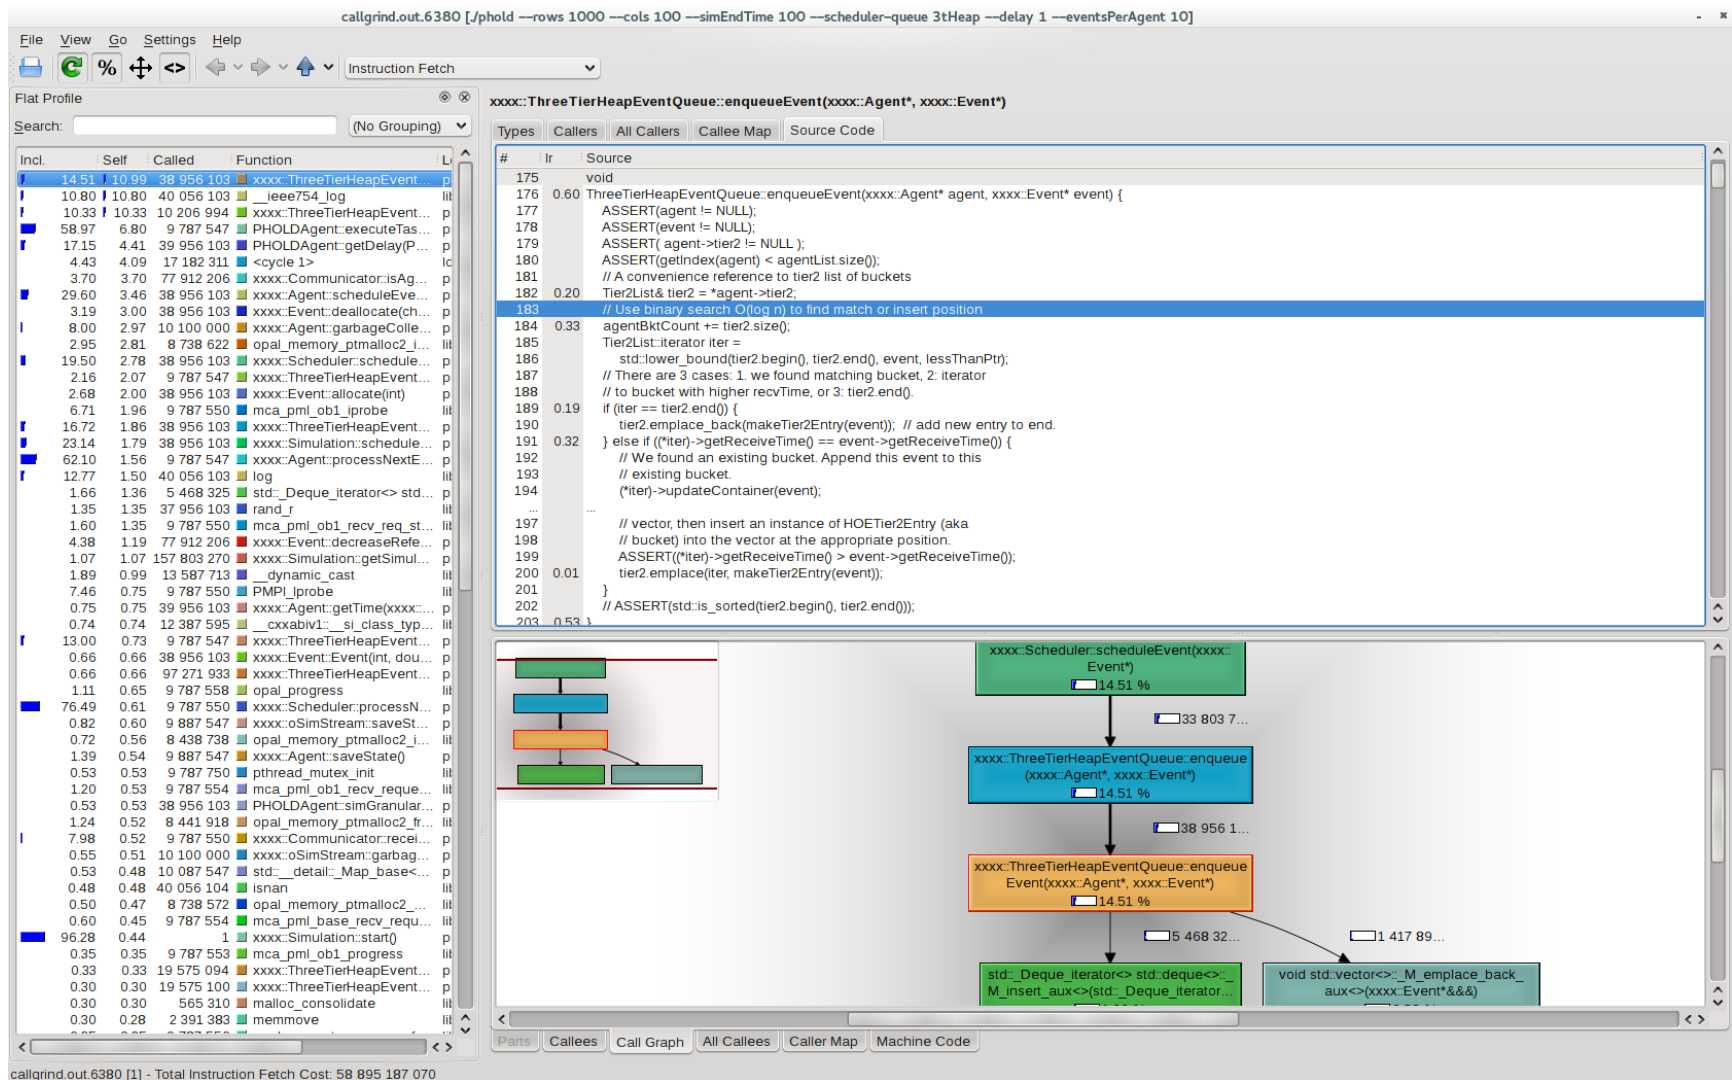 callgrind.out.6380 [./phold --rows 1000 --cols 100 --simEndTime 100 --scheduler-queue 3tHeap --delay 1 --eventsPerAgent 10]
File View Go Settings Help
% <> Instruction Fetch
Flat Profile
Search: (No Grouping)
Incl. Self Called Function
14.51 10.99 38 956 103 xxxx::ThreeTierHeapEvent... p
10.80 10.80 40 056 103 __ieee754_log lil
10.33 10.33 10 206 994 xxxx::ThreeTierHeapEvent... p
58.97 6.80 9 787 547 PHOLDAgent::executeTas... p
17.15 4.41 39 956 103 PHOLDAgent::getDelay(P... p
4.43 4.09 17 182 311 <cycle 1>
3.70 3.70 77 912 206 xxxx::Communicator::isAg... p
29.60 3.46 38 956 103 xxxx::Agent::scheduleEve... p
3.19 3.00 38 956 103 xxxx::Event::deallocate(ch... p
8.00 2.97 10 100 000 xxxx::Agent::garbageColle... p
2.95 2.81 8 738 622 opal_memory_ptmalloc2_i...
19.50 2.78 38 956 103 xxxx::Scheduler::schedule... p
2.16 2.07 9 787 547 xxxx::ThreeTierHeapEvent... p
2.68 2.00 38 956 103 xxxx::Event::allocate(int) p
6.71 1.96 9 787 550 mca_pml_ob1_iprobe
16.72 1.86 38 956 103 xxxx::ThreeTierHeapEvent... p
23.14 1.79 38 956 103 xxxx::Simulation::schedule... p
62.10 1.56 9 787 547 xxxx::Agent::processNextE... p
12.77 1.50 40 056 103 log
1.66 1.36 5 468 325 std::_Deque_iterator<> std... p
1.35 1.35 37 956 103 rand_r
1.60 1.35 9 787 550 mca_pml_ob1_recv_req_st...
4.38 1.19 77 912 206 xxxx::Event::decreaseRefe... p
1.07 1.07 157 803 270 xxxx::Simulation::getSimul... p
1.89 0.99 13 587 713 __dynamic_cast
7.46 0.75 9 787 550 PMPI_Iprobe
0.75 0.75 39 956 103 xxxx::Agent::getTime(xxxx::... p
0.74 0.74 12 387 595 __cxxabiv1::__si_class_typ...
13.00 0.73 9 787 547 xxxx::ThreeTierHeapEvent... p
0.66 0.66 38 956 103 xxxx::Event::Event(int, dou... p
0.66 0.66 97 271 933 xxxx::ThreeTierHeapEvent... p
1.11 0.65 9 787 558 opal_progress
76.49 0.61 9 787 550 xxxx::Scheduler::processN... p
0.82 0.60 9 887 547 xxxx::oSimStream::saveSt... p
0.72 0.56 8 438 738 opal_memory_ptmalloc2_i...
1.39 0.54 9 887 547 xxxx::Agent::saveState() p
0.53 0.53 9 787 750 pthread_mutex_init
1.20 0.53 9 787 554 mca_pml_ob1_recv_reque...
0.53 0.53 38 956 103 PHOLDAgent::simGranular... p
1.24 0.52 8 441 918 opal_memory_ptmalloc2_fr...
7.98 0.52 9 787 550 xxxx::Communicator::recei... p
0.55 0.51 10 100 000 xxxx::oSimStream::garbag... p
0.53 0.48 10 087 547 std::__detail::_Map_base<... p
0.48 0.48 40 056 104 isnan
0.50 0.47 8 738 572 opal_memory_ptmalloc2_...
0.60 0.45 9 787 554 mca_pml_base_recv_requ...
96.28 0.44 1 xxxx::Simulation::start() p
0.35 0.35 9 787 553 mca_pml_ob1_progress
0.33 0.33 19 575 094 xxxx::ThreeTierHeapEvent... p
0.30 0.30 19 575 100 xxxx::ThreeTierHeapEvent... p
0.30 0.30 565 310 malloc_consolidate
0.30 0.28 2 391 383 memmove
xxxx::ThreeTierHeapEventQueue::enqueueEvent(xxxx::Agent*, xxxx::Event*)
Types Callers All Callers Callee Map Source Code
# Ir Source
175 void
176 0.60 ThreeTierHeapEventQueue::enqueueEvent(xxxx::Agent* agent, xxxx::Event* event) {
177 ASSERT(agent != NULL);
178 ASSERT(event != NULL);
179 ASSERT( agent->tier2 != NULL );
180 ASSERT(getIndex(agent) < agentList.size());
181 // A convenience reference to tier2 list of buckets
182 0.20 Tier2List& tier2 = *agent->tier2;
183 // Use binary search O(log n) to find match or insert position
184 0.33 agentBktCount += tier2.size();
185 Tier2List::iterator iter =
186 std::lower_bound(tier2.begin(), tier2.end(), event, lessThanPtr);
187 // There are 3 cases: 1. we found matching bucket, 2: iterator
188 // to bucket with higher recvTime, or 3: tier2.end().
189 0.19 if (iter == tier2.end()) {
190 tier2.emplace_back(makeTier2Entry(event)); // add new entry to end.
191 0.32 } else if ((*iter)->getReceiveTime() == event->getReceiveTime()) {
192 // We found an existing bucket. Append this event to this
193 // existing bucket.
194 (*iter)->updateContainer(event);
... ...
197 // vector, then insert an instance of HOETier2Entry (aka
198 // bucket) into the vector at the appropriate position.
199 ASSERT((*iter)->getReceiveTime() > event->getReceiveTime());
200 0.01 tier2.emplace(iter, makeTier2Entry(event));
201 }
202 // ASSERT(std::is_sorted(tier2.begin(), tier2.end()));
203 0.53 }
xxxx::Scheduler::scheduleEvent(xxxx::
Event*)
14.51 %
33 803 7...
xxxx::ThreeTierHeapEventQueue::enqueue
(xxxx::Agent*, xxxx::Event*)
14.51 %
38 956 1...
xxxx::ThreeTierHeapEventQueue::enqueue
Event(xxxx::Agent*, xxxx::Event*)
14.51 %
5 468 32...
1 417 89...
std::_Deque_iterator<> std::deque<>::_
M_insert_aux<>(std::_Deque_iterator...
void std::vector<>::_M_emplace_back_
aux<>(xxxx::Event*&&&)
Parts Callees Call Graph All Callees Caller Map Machine Code
callgrind.out.6380 [1] - Total Instruction Fetch Cost: 58 895 187 070